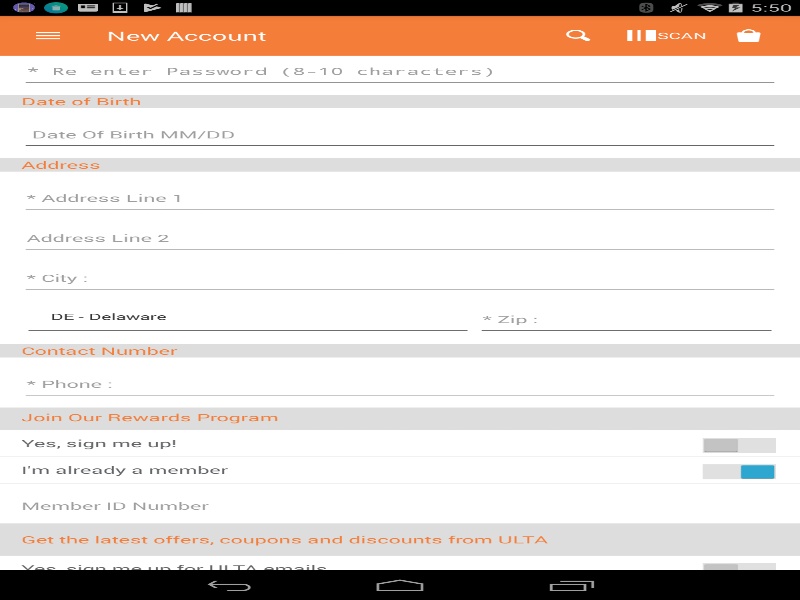 5:50
New Account
SCAN
* Re enter Password (8-10 characters)
Date of Birth
Date Of Birth MM/DD
Address
* Address Line 1
Address Line 2
* City :
DE - Delaware
* Zip :
Contact Number
* Phone :
Join Our Rewards Program
Yes, sign me up!
I'm already a member
Member ID Number
Get the latest offers, coupons and discounts from ULTA
Yes, sign me up for ULTA emails